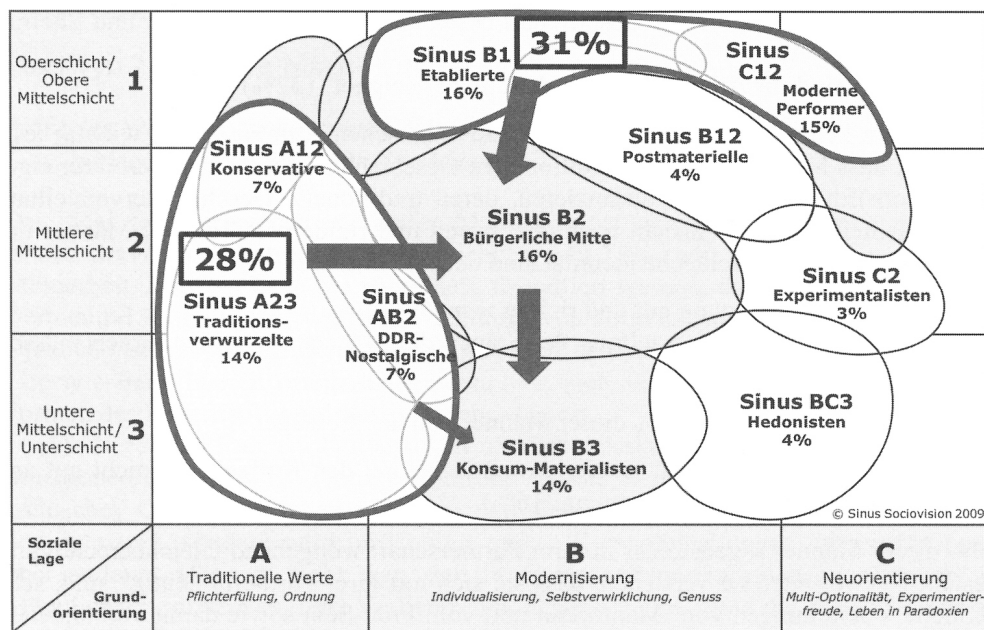 Oberschicht/
Obere
Mittelschicht
1
Sinus B1
Etablierte
16%
31%
Sinus
C12
Moderne
Performer
15%
Sinus A12
Konservative
7%
Sinus B12
Postmaterielle
4%
Mittlere
Mittelschicht
2
28%
Sinus B2
Bürgerliche Mitte
16%
Sinus C2
Experimentalisten
3%
Sinus A23
Traditions-
verwurzelte
14%
Sinus
AB2
DDR-
Nostalgische
7%
Untere
Mittelschicht/
Unterschicht
3
Sinus B3
Konsum-Materialisten
14%
Sinus BC3
Hedonisten
4%
© Sinus Sociovision 2009
Soziale
Lage
Grund-
orientierung
A
Traditionelle Werte
Pflichterfüllung, Ordnung
B
Modernisierung
Individualisierung, Selbstverwirklichung, Genuss
C
Neuorientierung
Multi-Optionalität, Experimentier-
freude, Leben in Paradoxien